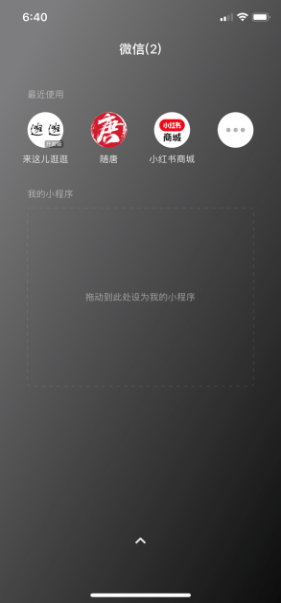 6:40
微信(2)
最近使用
逛 逛
唐
小红书
商城
来这儿逛逛
随唐
小红书商城
我的小程序
拖动到此处设为我的小程序